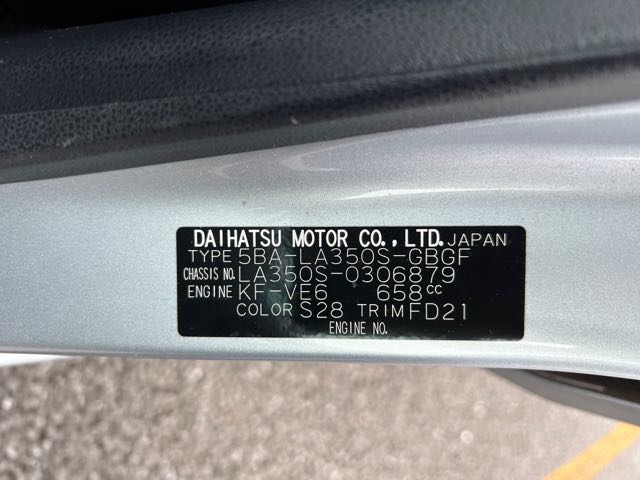 DAIHATSU MOTOR CO., LTD. JAPAN
TYPE 5BA-LA350S-GBGF
CHASSIS NO. LA350S-0306879
ENGINE KF-VE6 658cc
COLOR S28 TRIM FD21
ENGINE NO.